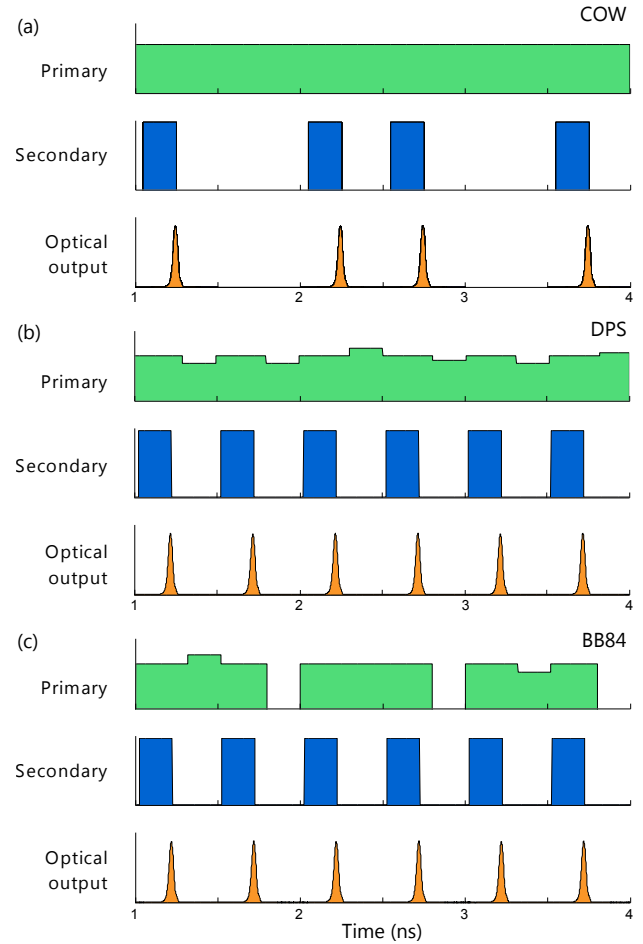 (a)
COW
Primary
Secondary
Optical
output
1 2 3 4
(b)
DPS
Primary
Secondary
Optical
output
1 2 3 4
(c)
BB84
Primary
Secondary
Optical
output
1 2 3 4
Time (ns)